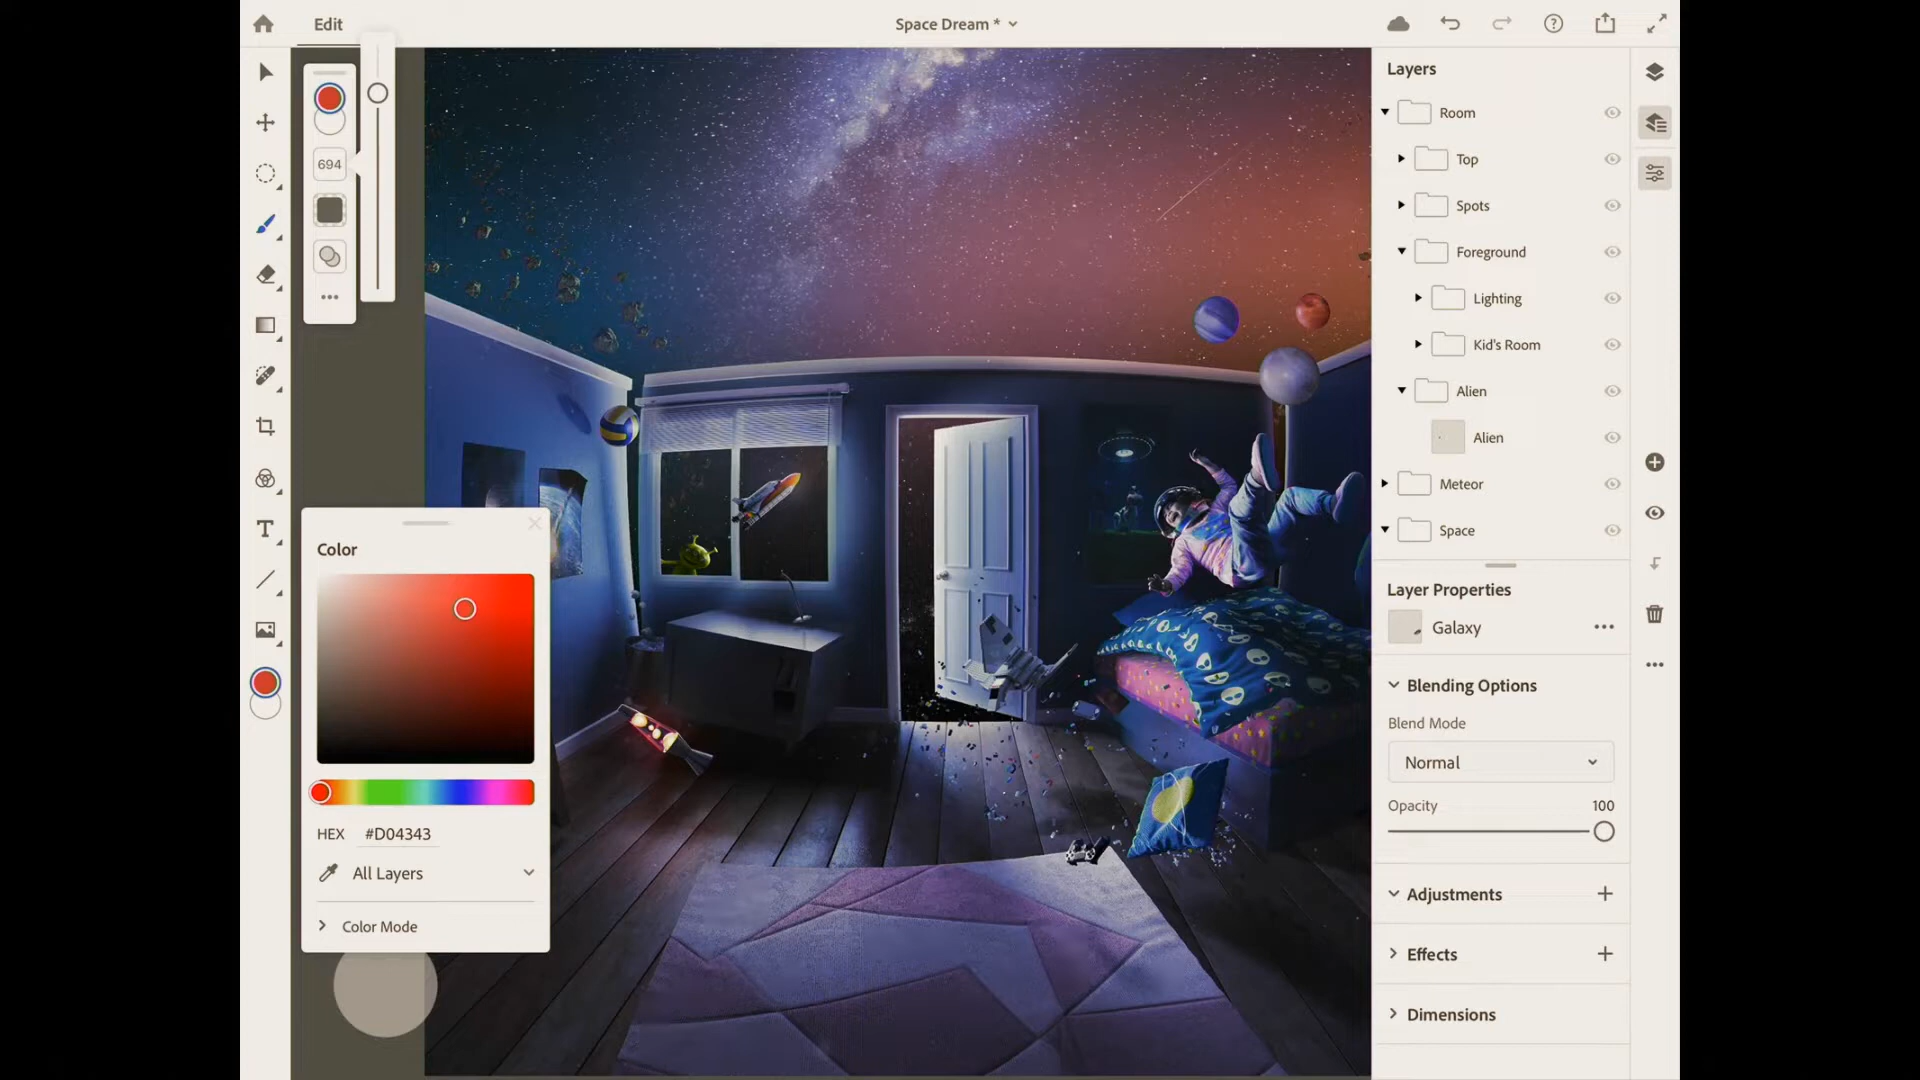 Edit
Space Dream *
694
Color
HEX #D04343
All Layers
Color Mode
Layers
Room
Top
Spots
Foreground
Lighting
Kid's Room
Alien
Alien
Meteor
Space
Layer Properties
Galaxy
Blending Options
Blend Mode
Normal
Opacity 100
Adjustments
Effects
Dimensions